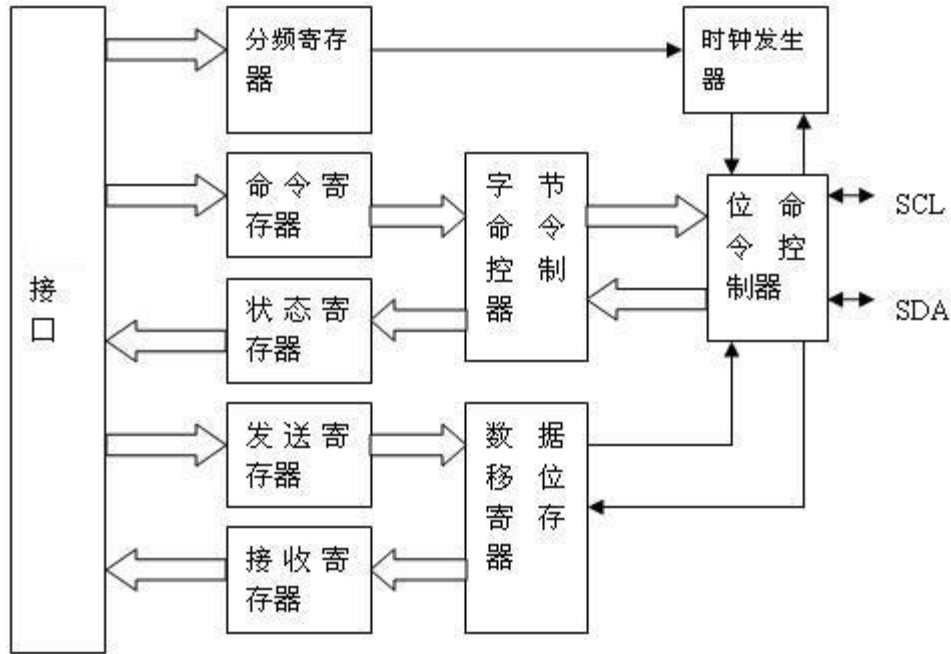 接
口
分频寄存
器
时钟发生
器
命令寄
存器
字 节
命 令
控 制
器
位 命
令 控
制器
SCL
SDA
状态寄
存器
发送寄
存器
数 据
移 位
寄 存
器
接收寄
存器